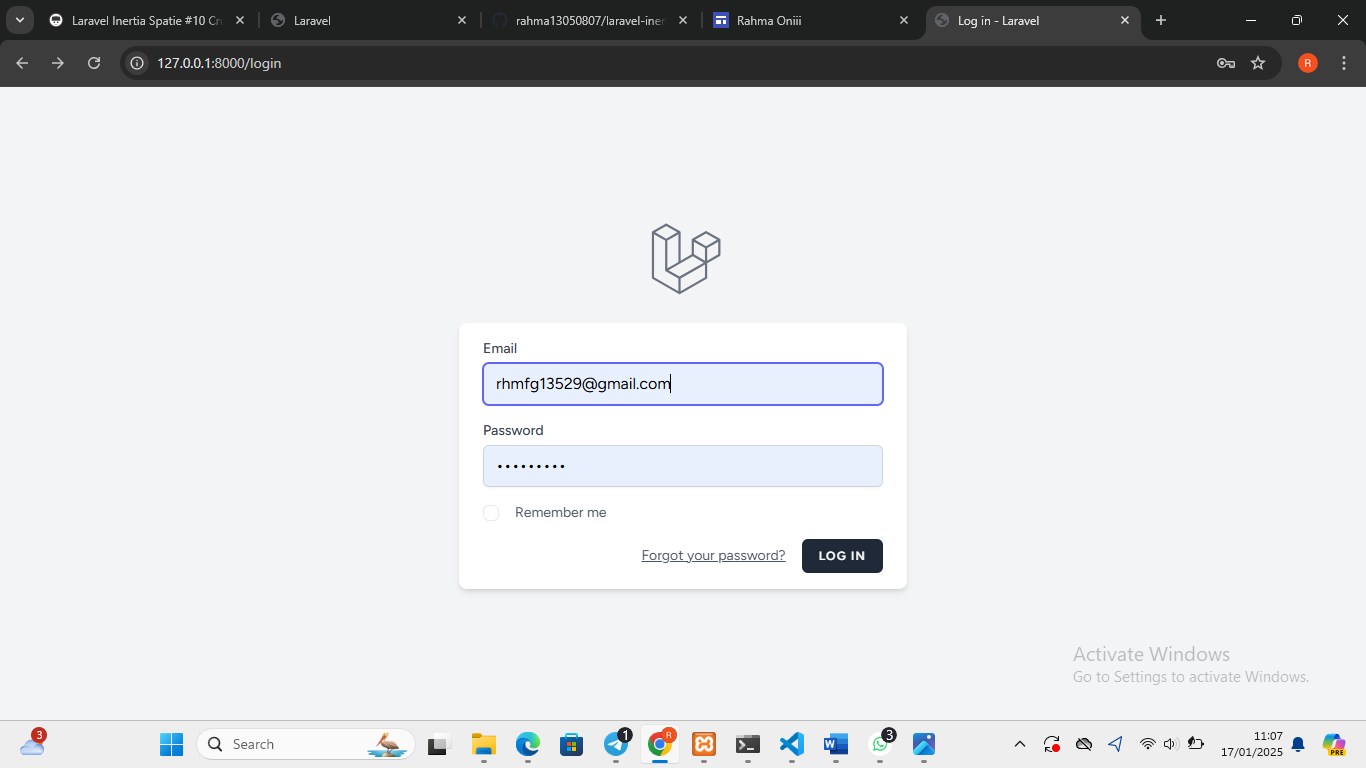 Laravel Inertia Spatie #10 Cru
Laravel
rahma13050807/laravel-iner
Rahma Oniii
Log in - Laravel
127.0.0.1:8000/login
R
Email
rhmfg13529@gmail.com
Password
Remember me
Forgot your password?
LOG IN
Activate Windows
Go to Settings to activate Windows.
3
Search
1
R
3
11:07
17/01/2025
PRE